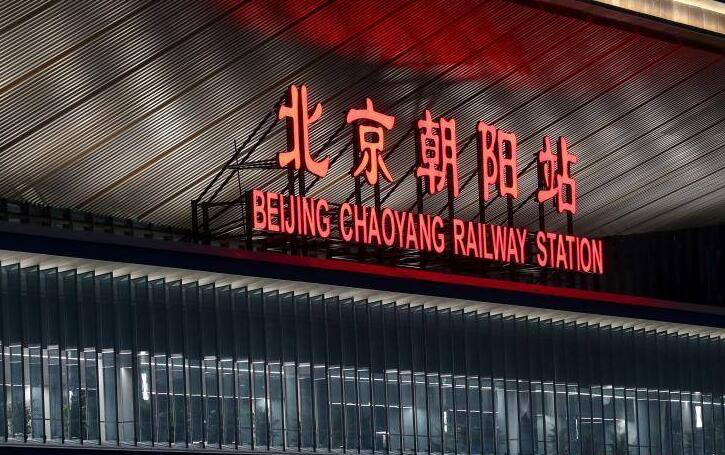 北京朝阳站
BEIJING CHAOYANG RAILWAY STATION